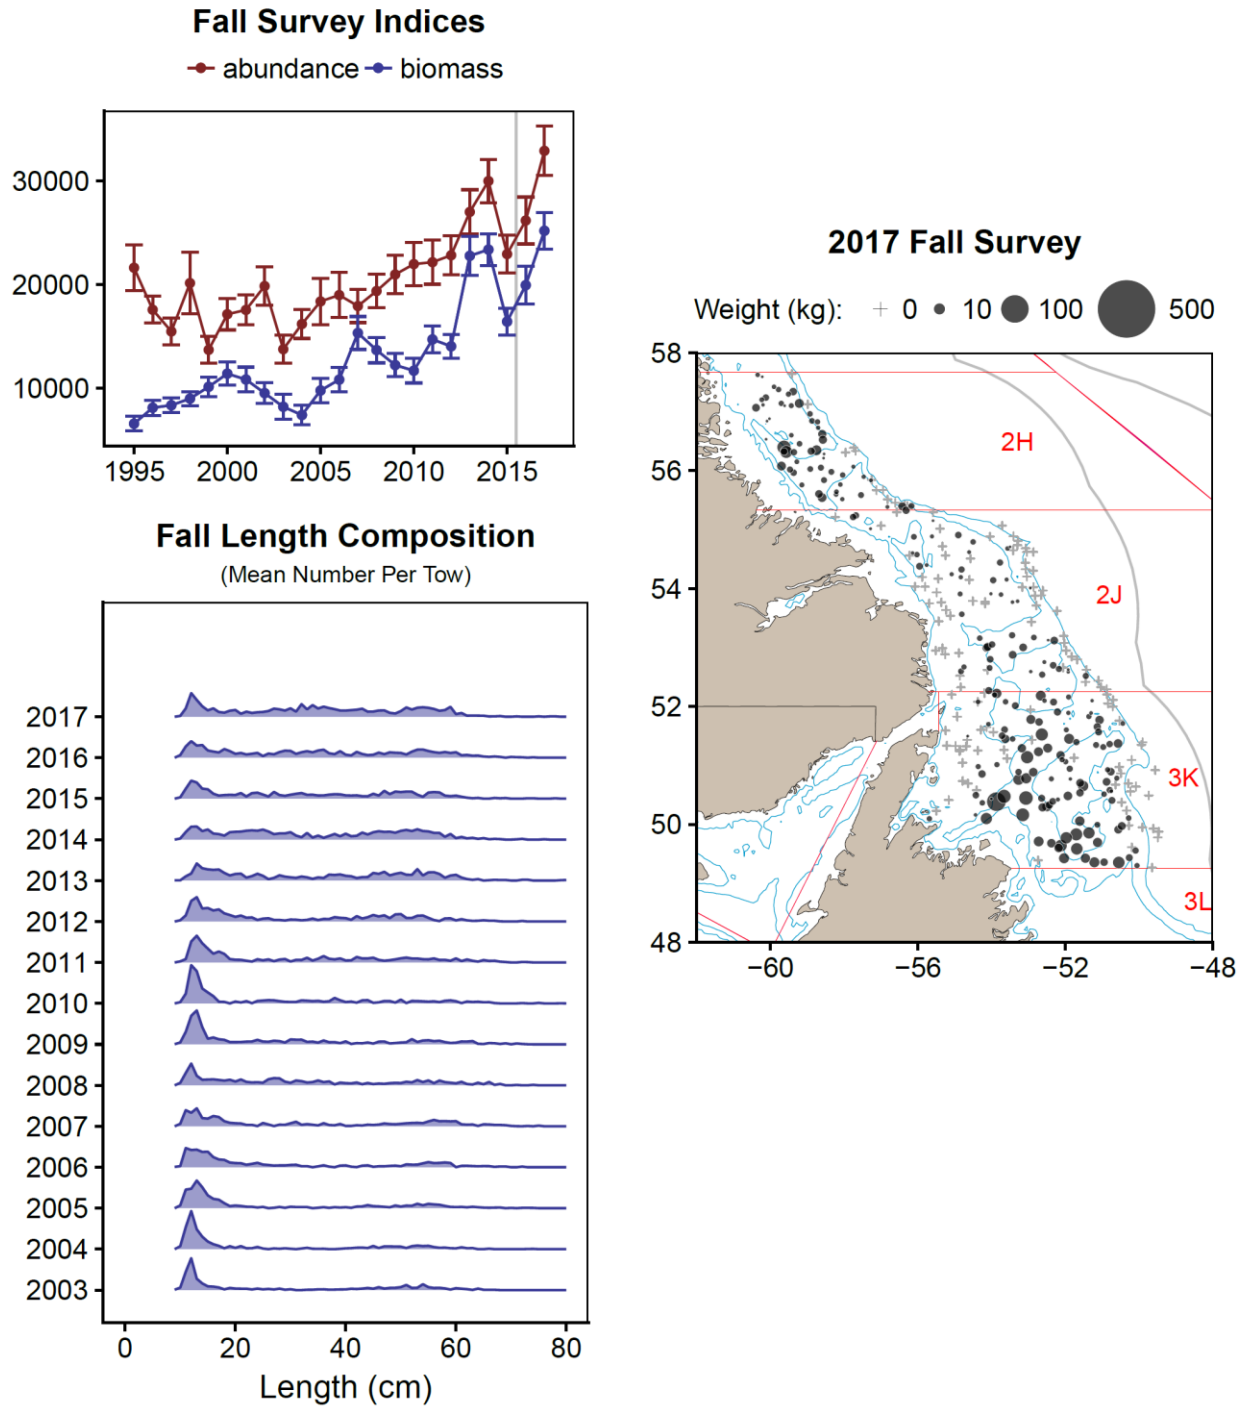 Fall Survey Indices
abundance biomass
30000
20000
10000
1995 2000 2005 2010 2015
Fall Length Composition
(Mean Number Per Tow)
2017
2016
2015
2014
2013
2012
2011
2010
2009
2008
2007
2006
2005
2004
2003
0 20 40 60 80
Length (cm)
2017 Fall Survey
Weight (kg): 0 10 100 500
58
56
54
52
50
48
2H
2J
3K
3L
−60 −56 −52 −48